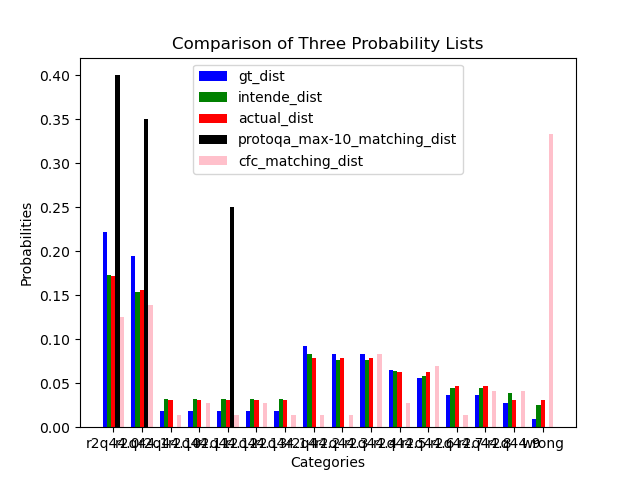 Comparison of Three Probability Lists
gt_dist
intende_dist
actual_dist
protoqa_max-10_matching_dist
cfc_matching_dist
0.40
0.35
0.30
0.25
0.20
0.15
0.10
0.05
0.00
Probabilities
wrong
Categories